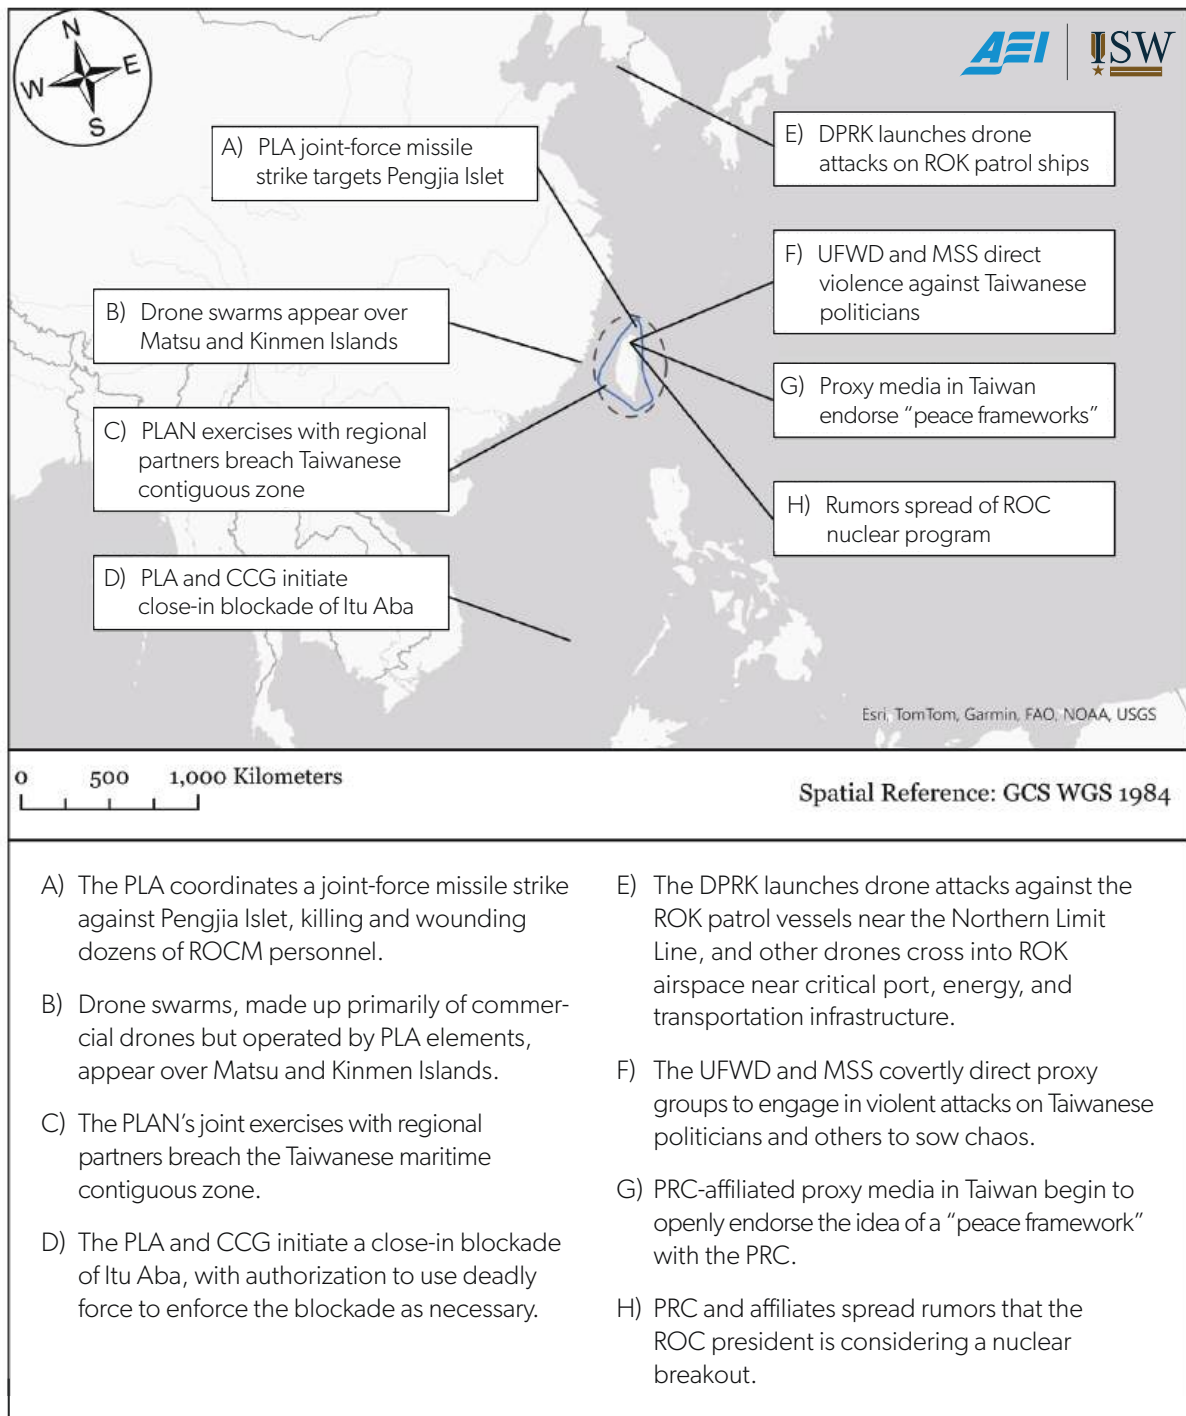 N
E
W
S
AEI | ISW
A) PLA joint-force missile
strike targets Pengjia Islet
B) Drone swarms appear over
Matsu and Kinmen Islands
C) PLAN exercises with regional
partners breach Taiwanese
contiguous zone
D) PLA and CCG initiate
close-in blockade of Itu Aba
E) DPRK launches drone
attacks on ROK patrol ships
F) UFWD and MSS direct
violence against Taiwanese
politicians
G) Proxy media in Taiwan
endorse “peace frameworks”
H) Rumors spread of ROC
nuclear program
Esri, TomTom, Garmin, FAO, NOAA, USGS
0 500 1,000 Kilometers
Spatial Reference: GCS WGS 1984
A) The PLA coordinates a joint-force missile strike
against Pengjia Islet, killing and wounding
dozens of ROCM personnel.
B) Drone swarms, made up primarily of commer-
cial drones but operated by PLA elements,
appear over Matsu and Kinmen Islands.
C) The PLAN’s joint exercises with regional
partners breach the Taiwanese maritime
contiguous zone.
D) The PLA and CCG initiate a close-in blockade
of Itu Aba, with authorization to use deadly
force to enforce the blockade as necessary.
E) The DPRK launches drone attacks against the
ROK patrol vessels near the Northern Limit
Line, and other drones cross into ROK
airspace near critical port, energy, and
transportation infrastructure.
F) The UFWD and MSS covertly direct proxy
groups to engage in violent attacks on Taiwanese
politicians and others to sow chaos.
G) PRC-affiliated proxy media in Taiwan begin to
openly endorse the idea of a “peace framework”
with the PRC.
H) PRC and affiliates spread rumors that the
ROC president is considering a nuclear
breakout.